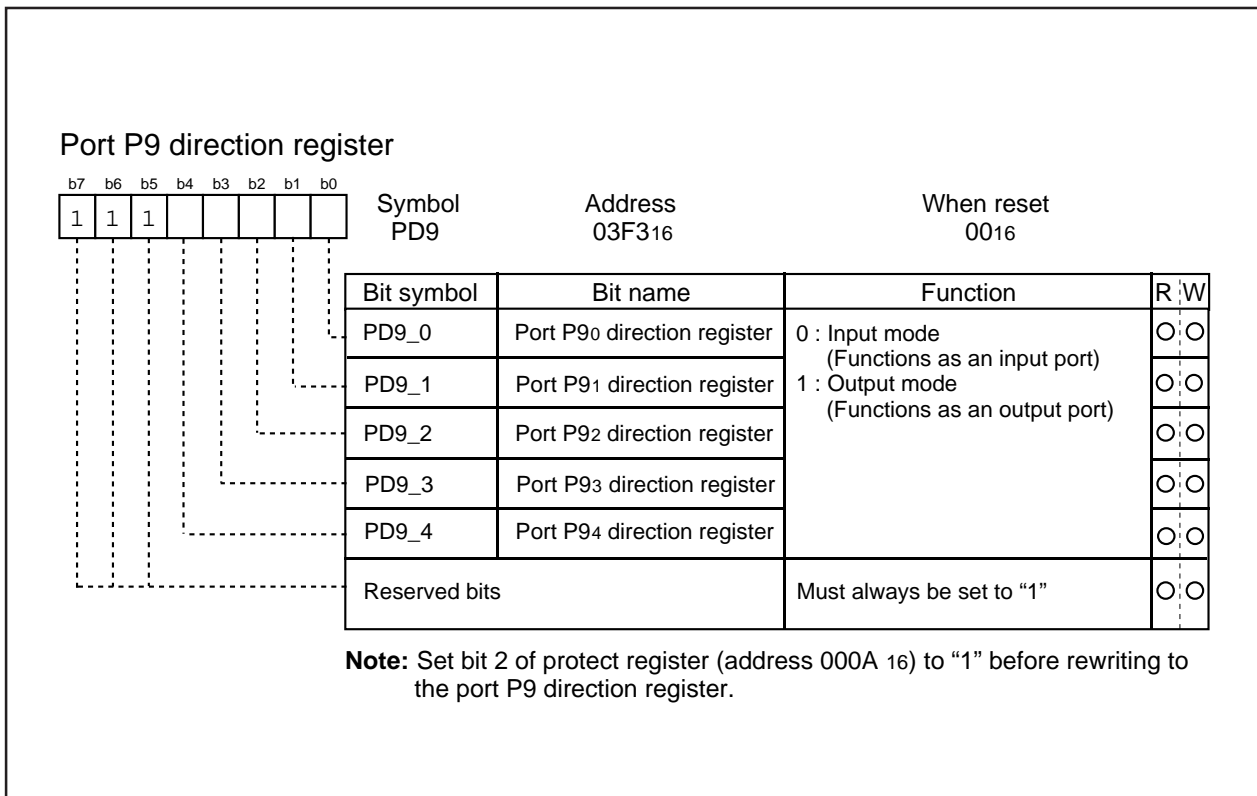 Port P9 direction register
b7 b6 b5 b4 b3 b2 b1 b0
1 1 1
Symbol Address When reset
PD9 03F316 0016
Bit symbol Bit name Function R W
PD9_0 Port P90 direction register 0 : Input mode
(Functions as an input port)
PD9_1 Port P91 direction register 1 : Output mode
(Functions as an output port)
PD9_2 Port P92 direction register
PD9_3 Port P93 direction register
PD9_4 Port P94 direction register
Reserved bits Must always be set to “1”
Note: Set bit 2 of protect register (address 000A 16) to “1” before rewriting to
the port P9 direction register.